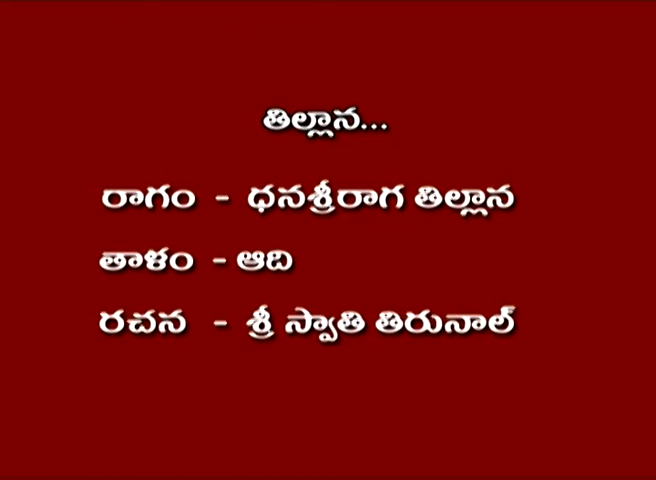 తిల్లాన...
రాగం - ధనశ్రీరాగ తిల్లాన
తాళం - ఆది
రచన - శ్రీ స్వాతి తిరునాల్